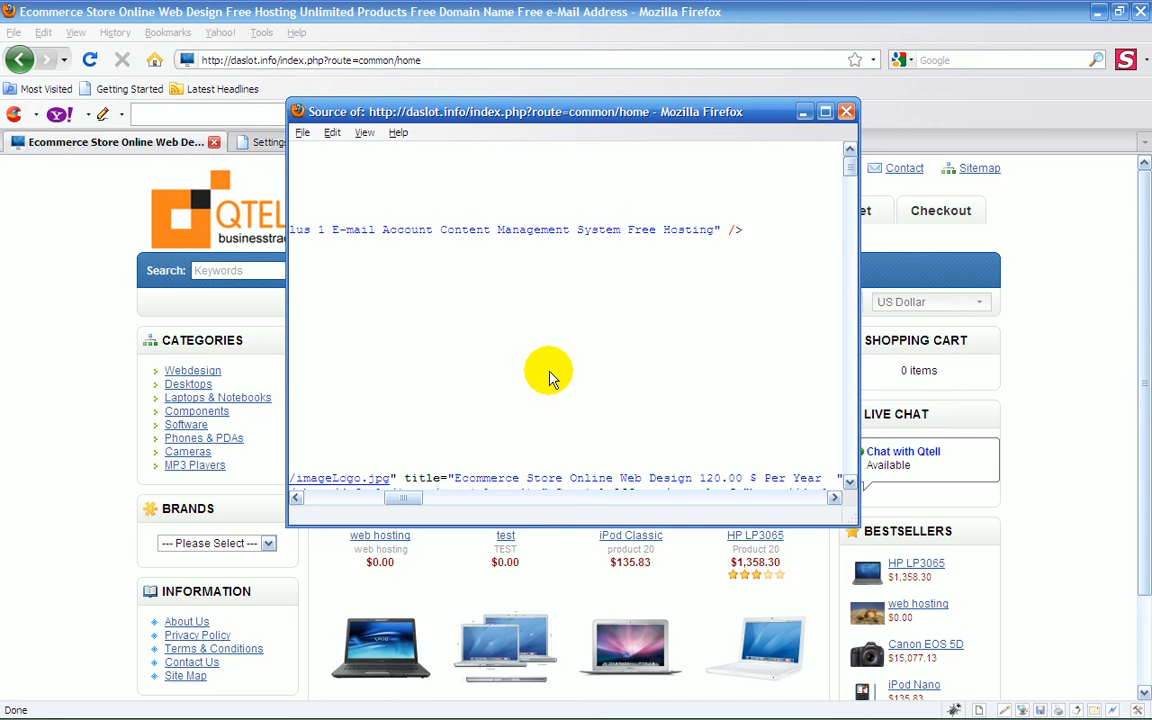 Ecommerce Store Online Web Design Free Hosting Unlimited Products Free Domain Name Free e-Mail Address - Mozilla Firefox
File Edit View History Bookmarks Yahoo! Tools Help
http://daslot.info/index.php?route=common/home
Google
S
Most Visited Getting Started Latest Headlines
Y!
Ecommerce Store Online Web De... Settings
Source of: http://daslot.info/index.php?route=common/home - Mozilla Firefox
File Edit View Help
Contact Sitemap
QTELL
businesstrad
et Checkout
lus 1 E-mail Account Content Management System Free Hosting" />
Search: Keywords
US Dollar
CATEGORIES
Webdesign
Desktops
Laptops & Notebooks
Components
Software
Phones & PDAs
Cameras
MP3 Players
SHOPPING CART
0 items
LIVE CHAT
Chat with Qtell
Available
/imageLogo.jpg" title="Ecommerce Store Online Web Design 120.00 $ Per Year "
BRANDS
--- Please Select ---
web hosting
web hosting
$0.00
test
TEST
$0.00
iPod Classic
product 20
$135.83
HP LP3065
Product 20
$1,358.30
BESTSELLERS
HP LP3065
$1,358.30
web hosting
$0.00
Canon EOS 5D
$15,077.13
iPod Nano
$135.83
INFORMATION
About Us
Privacy Policy
Terms & Conditions
Contact Us
Site Map
Done